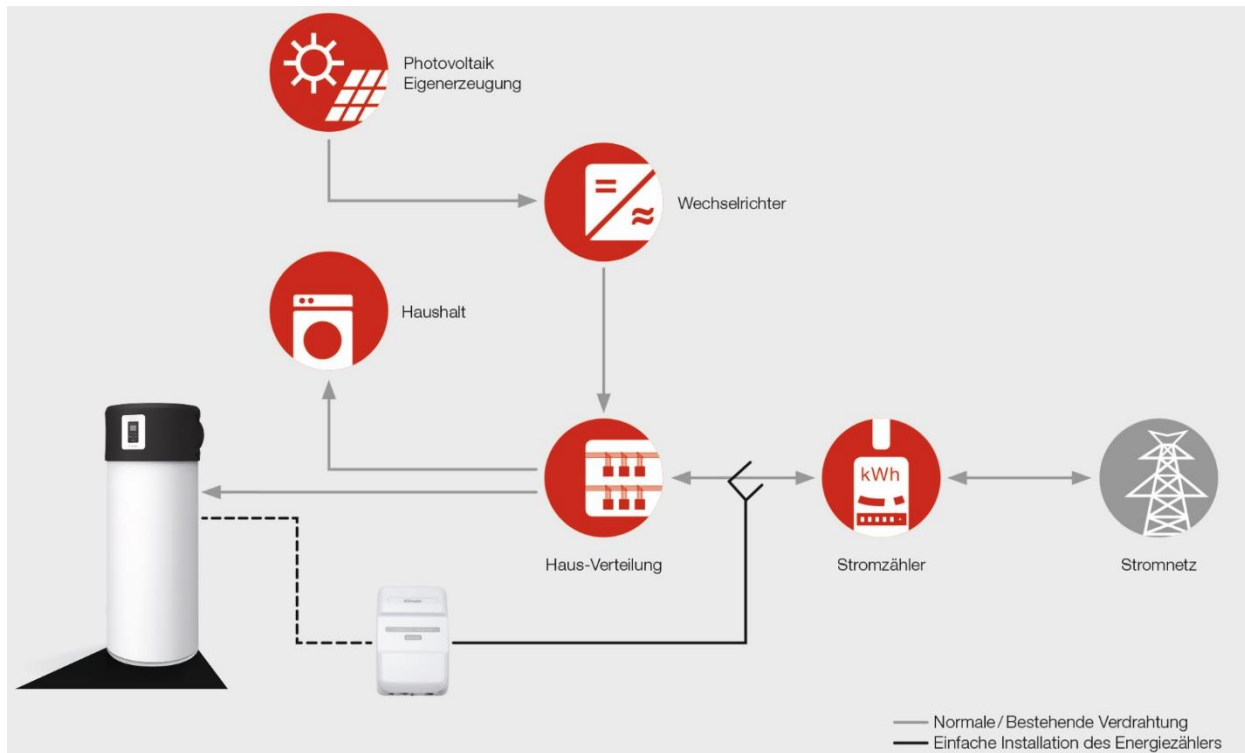 Photovoltaik
Eigenerzeugung
Wechselrichter
Haushalt
kWh
Haus-Verteilung
Stromzähler
Stromnetz
Normale / Bestehende Verdrahtung
Einfache Installation des Energiezählers